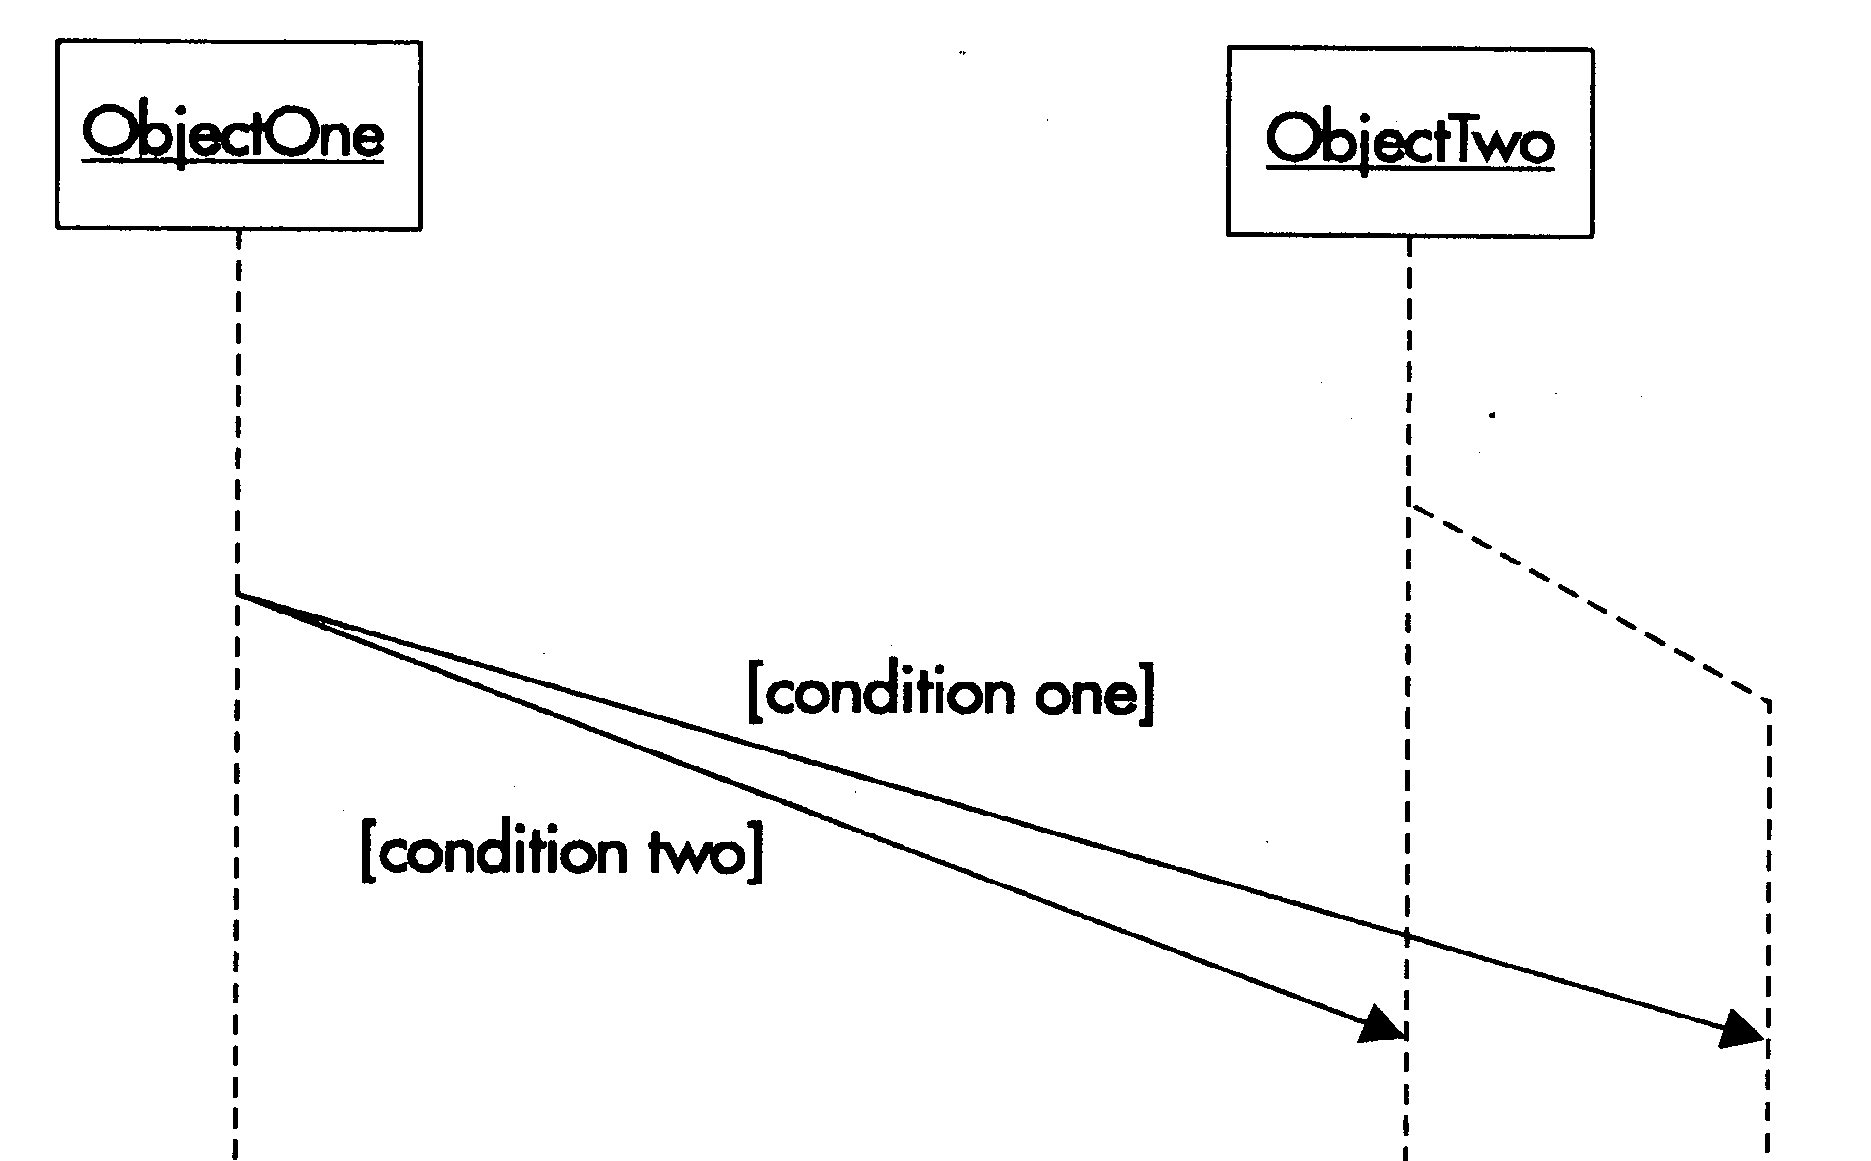 ObjectOne
ObjectTwo
[condition one]
[condition two]